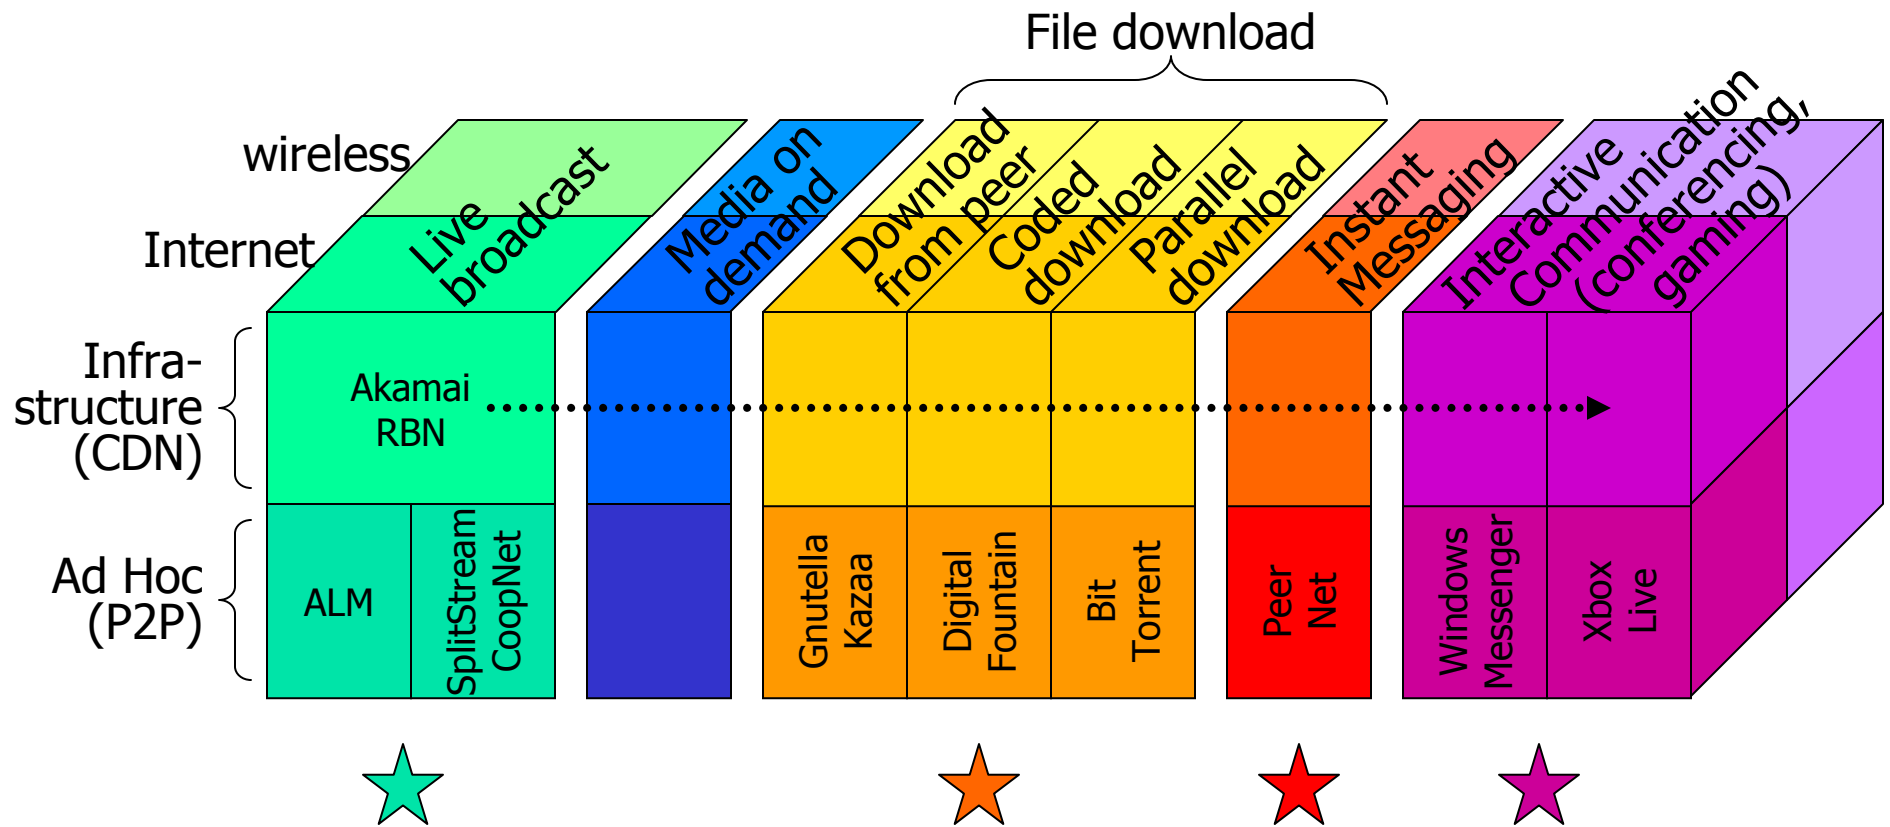 File download
wireless
Internet
Live
broadcast
Media on
demand
Download
from peer
Coded
download
Parallel
download
Instant
Messaging
Interactive
Communication
(conferencing,
gaming)
Infra-
structure
(CDN)
Akamai
RBN
Ad Hoc
(P2P)
ALM
SplitStream
CoopNet
Gnutella
Kazaa
Digital
Fountain
Bit
Torrent
Peer
Net
Windows
Messenger
Xbox
Live